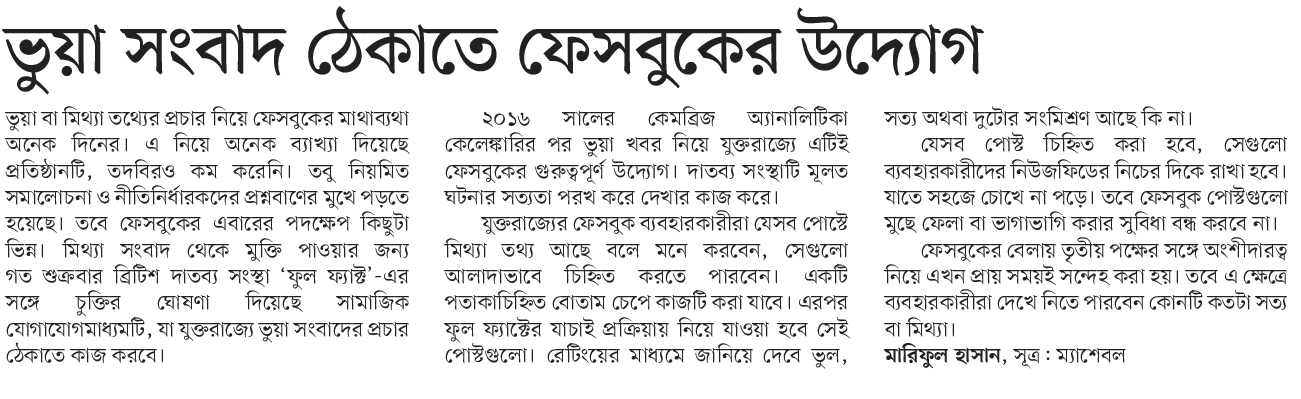 ভুয়া সংবাদ ঠেকাতে ফেসবুকের উদ্যোগ
ভুয়া বা মিথ্যা তথ্যের প্রচার নিয়ে ফেসবুকের মাথাব্যথা
অনেক দিনের। এ নিয়ে অনেক ব্যাখ্যা দিয়েছে
প্রতিষ্ঠানটি, তদবিরও কম করেনি। তবু নিয়মিত
সমালোচনা ও নীতিনির্ধারকদের প্রশ্নবাণের মুখে পড়তে
হয়েছে। তবে ফেসবুকের এবারের পদক্ষেপ কিছুটা
ভিন্ন। মিথ্যা সংবাদ থেকে মুক্তি পাওয়ার জন্য
গত শুক্রবার ব্রিটিশ দাতব্য সংস্থা ‘ফুল ফ্যাক্ট’-এর
সঙ্গে চুক্তির ঘোষণা দিয়েছে সামাজিক
যোগাযোগমাধ্যমটি, যা যুক্তরাজ্যে ভুয়া সংবাদের প্রচার
ঠেকাতে কাজ করবে।
২০১৬ সালের কেমব্রিজ অ্যানালিটিকা
কেলেঙ্কারির পর ভুয়া খবর নিয়ে যুক্তরাজ্যে এটিই
ফেসবুকের গুরুত্বপূর্ণ উদ্যোগ। দাতব্য সংস্থাটি মূলত
ঘটনার সত্যতা পরখ করে দেখার কাজ করে।
যুক্তরাজ্যের ফেসবুক ব্যবহারকারীরা যেসব পোস্টে
মিথ্যা তথ্য আছে বলে মনে করবেন, সেগুলো
আলাদাভাবে চিহ্নিত করতে পারবেন। একটি
পতাকাচিহ্নিত বোতাম চেপে কাজটি করা যাবে। এরপর
ফুল ফ্যাক্টের যাচাই প্রক্রিয়ায় নিয়ে যাওয়া হবে সেই
পোস্টগুলো। রেটিংয়ের মাধ্যমে জানিয়ে দেবে ভুল,
সত্য অথবা দুটোর সংমিশ্রণ আছে কি না।
যেসব পোস্ট চিহ্নিত করা হবে, সেগুলো
ব্যবহারকারীদের নিউজফিডের নিচের দিকে রাখা হবে।
যাতে সহজে চোখে না পড়ে। তবে ফেসবুক পোস্টগুলো
মুছে ফেলা বা ভাগাভাগি করার সুবিধা বন্ধ করবে না।
ফেসবুকের বেলায় তৃতীয় পক্ষের সঙ্গে অংশীদারত্ব
নিয়ে এখন প্রায় সময়ই সন্দেহ করা হয়। তবে এ ক্ষেত্রে
ব্যবহারকারীরা দেখে নিতে পারবেন কোনটি কতটা সত্য
বা মিথ্যা।
মারিফুল হাসান, সূত্র : ম্যাশেবল